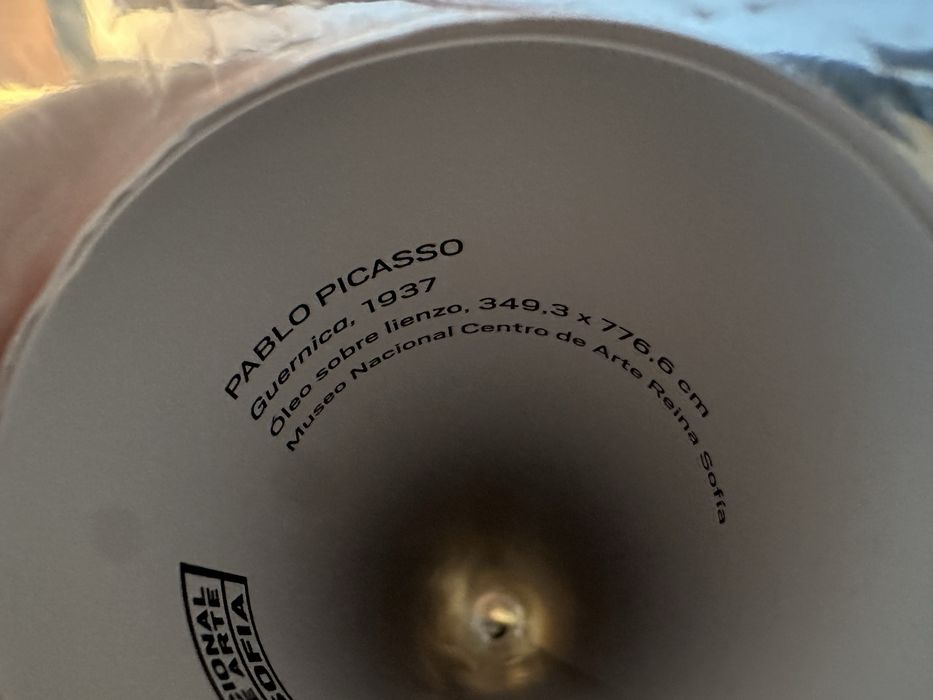 PABLO PICASSO
Guernica, 1937
Óleo sobre lienzo, 349.3 x 776.6 cm
Museo Nacional Centro de Arte Reina Sofía
ARTE